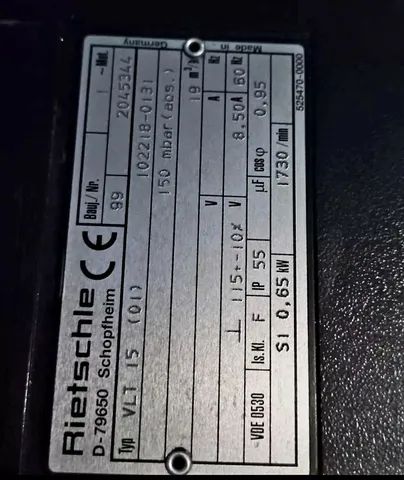 Rietschle CE
D-79650 Schopfheim
Made in Germany
1 ~ Mot.
Bauj./Nr. 99 2045344
Typ VLT 15 (01) 102218-0131
150 mbar(abs.) 19 m³/
V A Hz
⊥ 115+-10% V 8.50A 60 Hz
Is.Kl. F IP 55 µF cos φ 0,95
VDE 0530 S1 0,65 kW 1730 /min
525470-0000